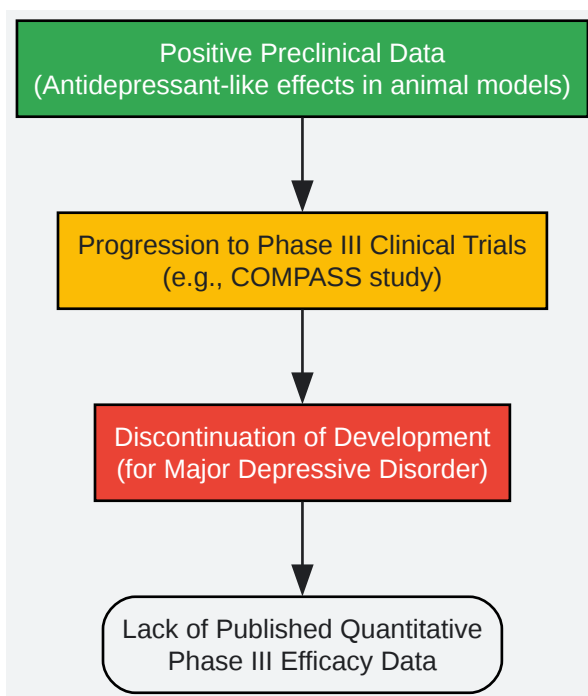 Positive Preclinical Data
(Antidepressant-like effects in animal models)
Progression to Phase III Clinical Trials
(e.g., COMPASS study)
Discontinuation of Development
(for Major Depressive Disorder)
Lack of Published Quantitative
Phase III Efficacy Data